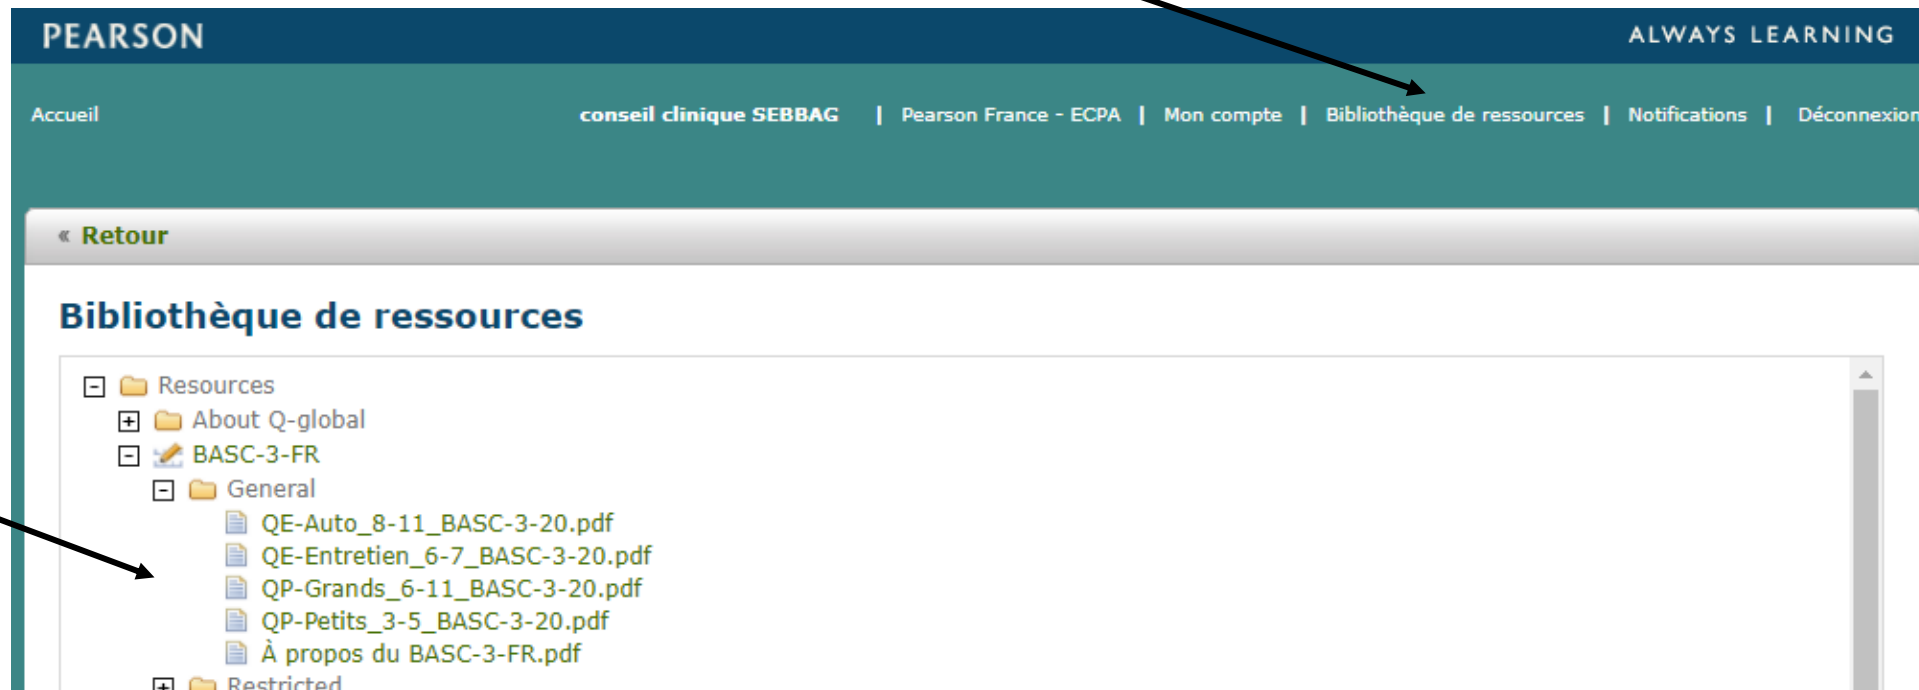 PEARSON
ALWAYS LEARNING
Accueil
conseil clinique SEBBAG | Pearson France - ECPA | Mon compte | Bibliothèque de ressources | Notifications | Déconnexion
« Retour
Bibliothèque de ressources
Resources
About Q-global
BASC-3-FR
General
QE-Auto_8-11_BASC-3-20.pdf
QE-Entretien_6-7_BASC-3-20.pdf
QP-Grands_6-11_BASC-3-20.pdf
QP-Petits_3-5_BASC-3-20.pdf
À propos du BASC-3-FR.pdf
Restricted